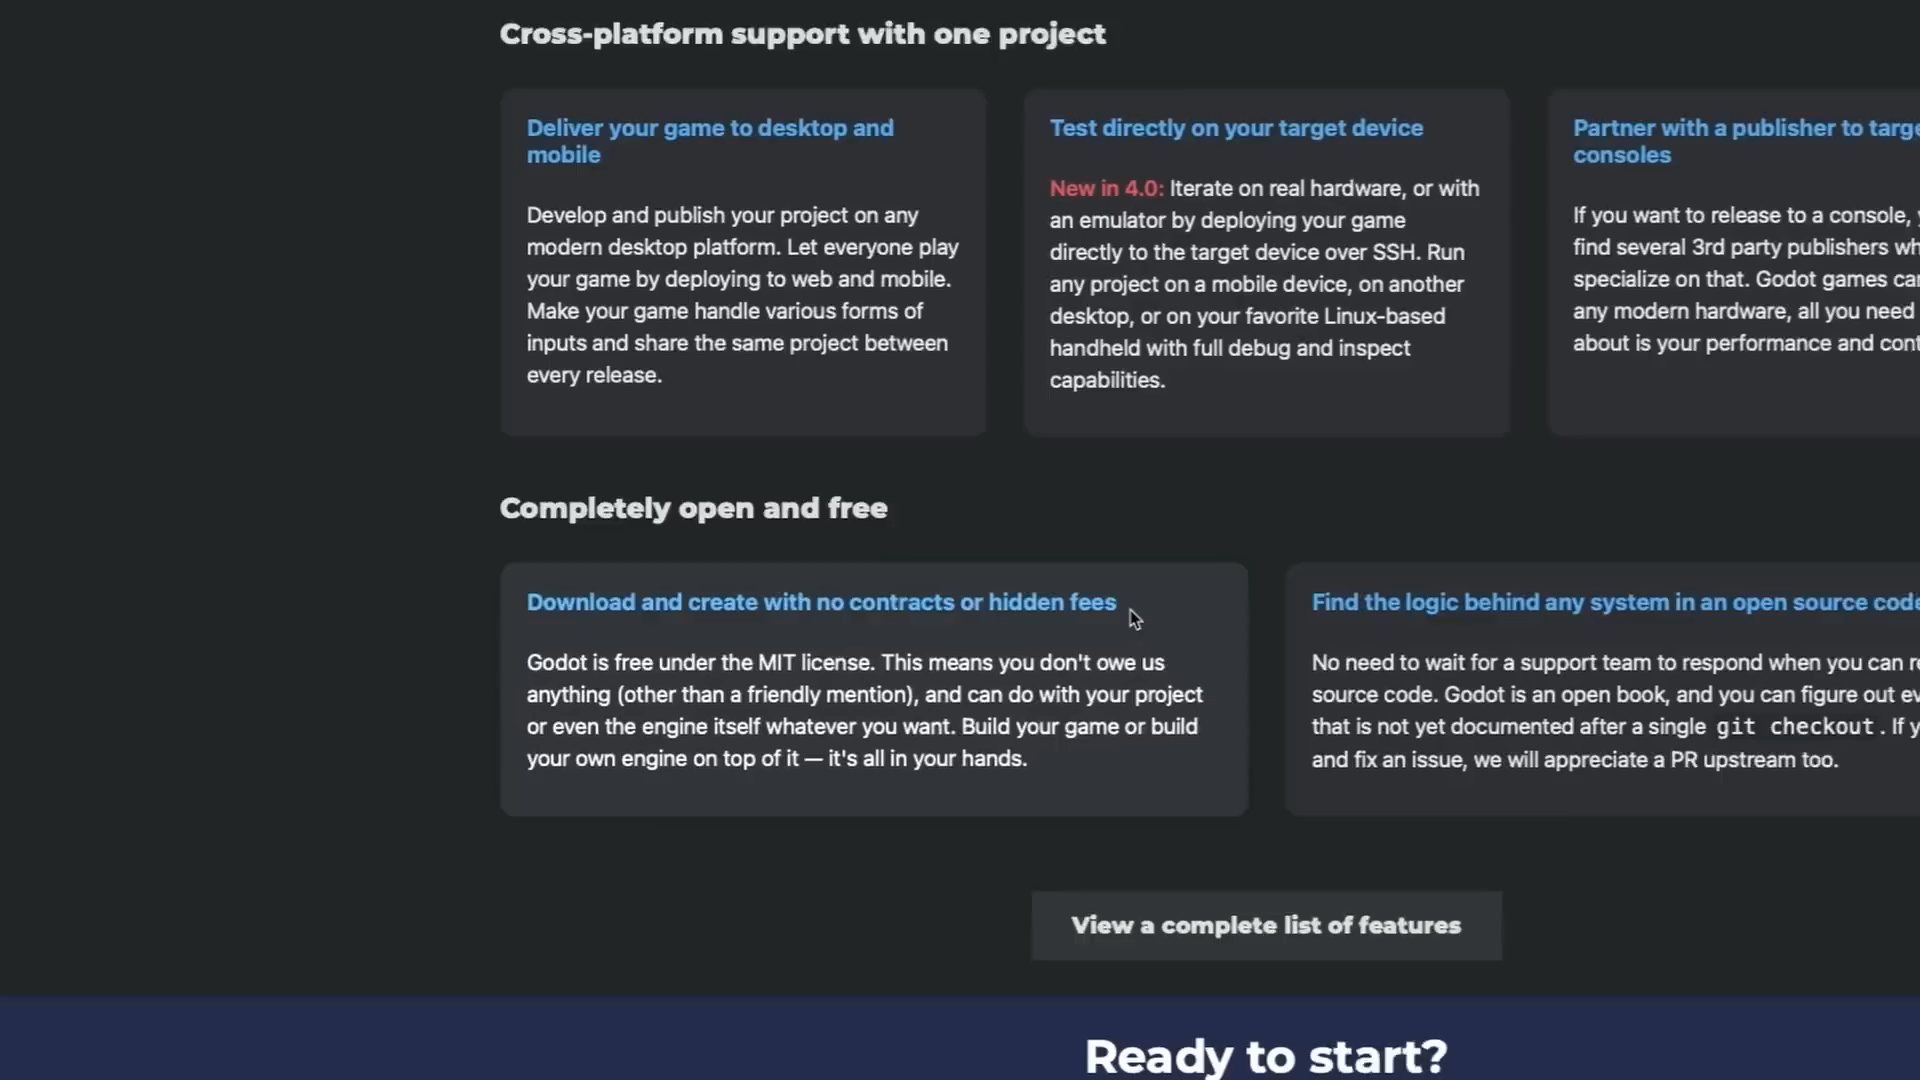 Cross-platform support with one project
Deliver your game to desktop and
mobile
Develop and publish your project on any
modern desktop platform. Let everyone play
your game by deploying to web and mobile.
Make your game handle various forms of
inputs and share the same project between
every release.
Test directly on your target device
New in 4.0: Iterate on real hardware, or with
an emulator by deploying your game
directly to the target device over SSH. Run
any project on a mobile device, on another
desktop, or on your favorite Linux-based
handheld with full debug and inspect
capabilities.
Partner with a publisher to
consoles
If you want to release to a console,
find several 3rd party publishers
specialize on that. Godot games
any modern hardware, all you need
about is your performance and
Completely open and free
Download and create with no contracts or hidden fees
Godot is free under the MIT license. This means you don't owe us
anything (other than a friendly mention), and can do with your project
or even the engine itself whatever you want. Build your game or build
your own engine on top of it — it's all in your hands.
Find the logic behind any system in an open source
No need to wait for a support team to respond when you can
source code. Godot is an open book, and you can figure out
that is not yet documented after a single git checkout. If
and fix an issue, we will appreciate a PR upstream too.
View a complete list of features
Ready to start?